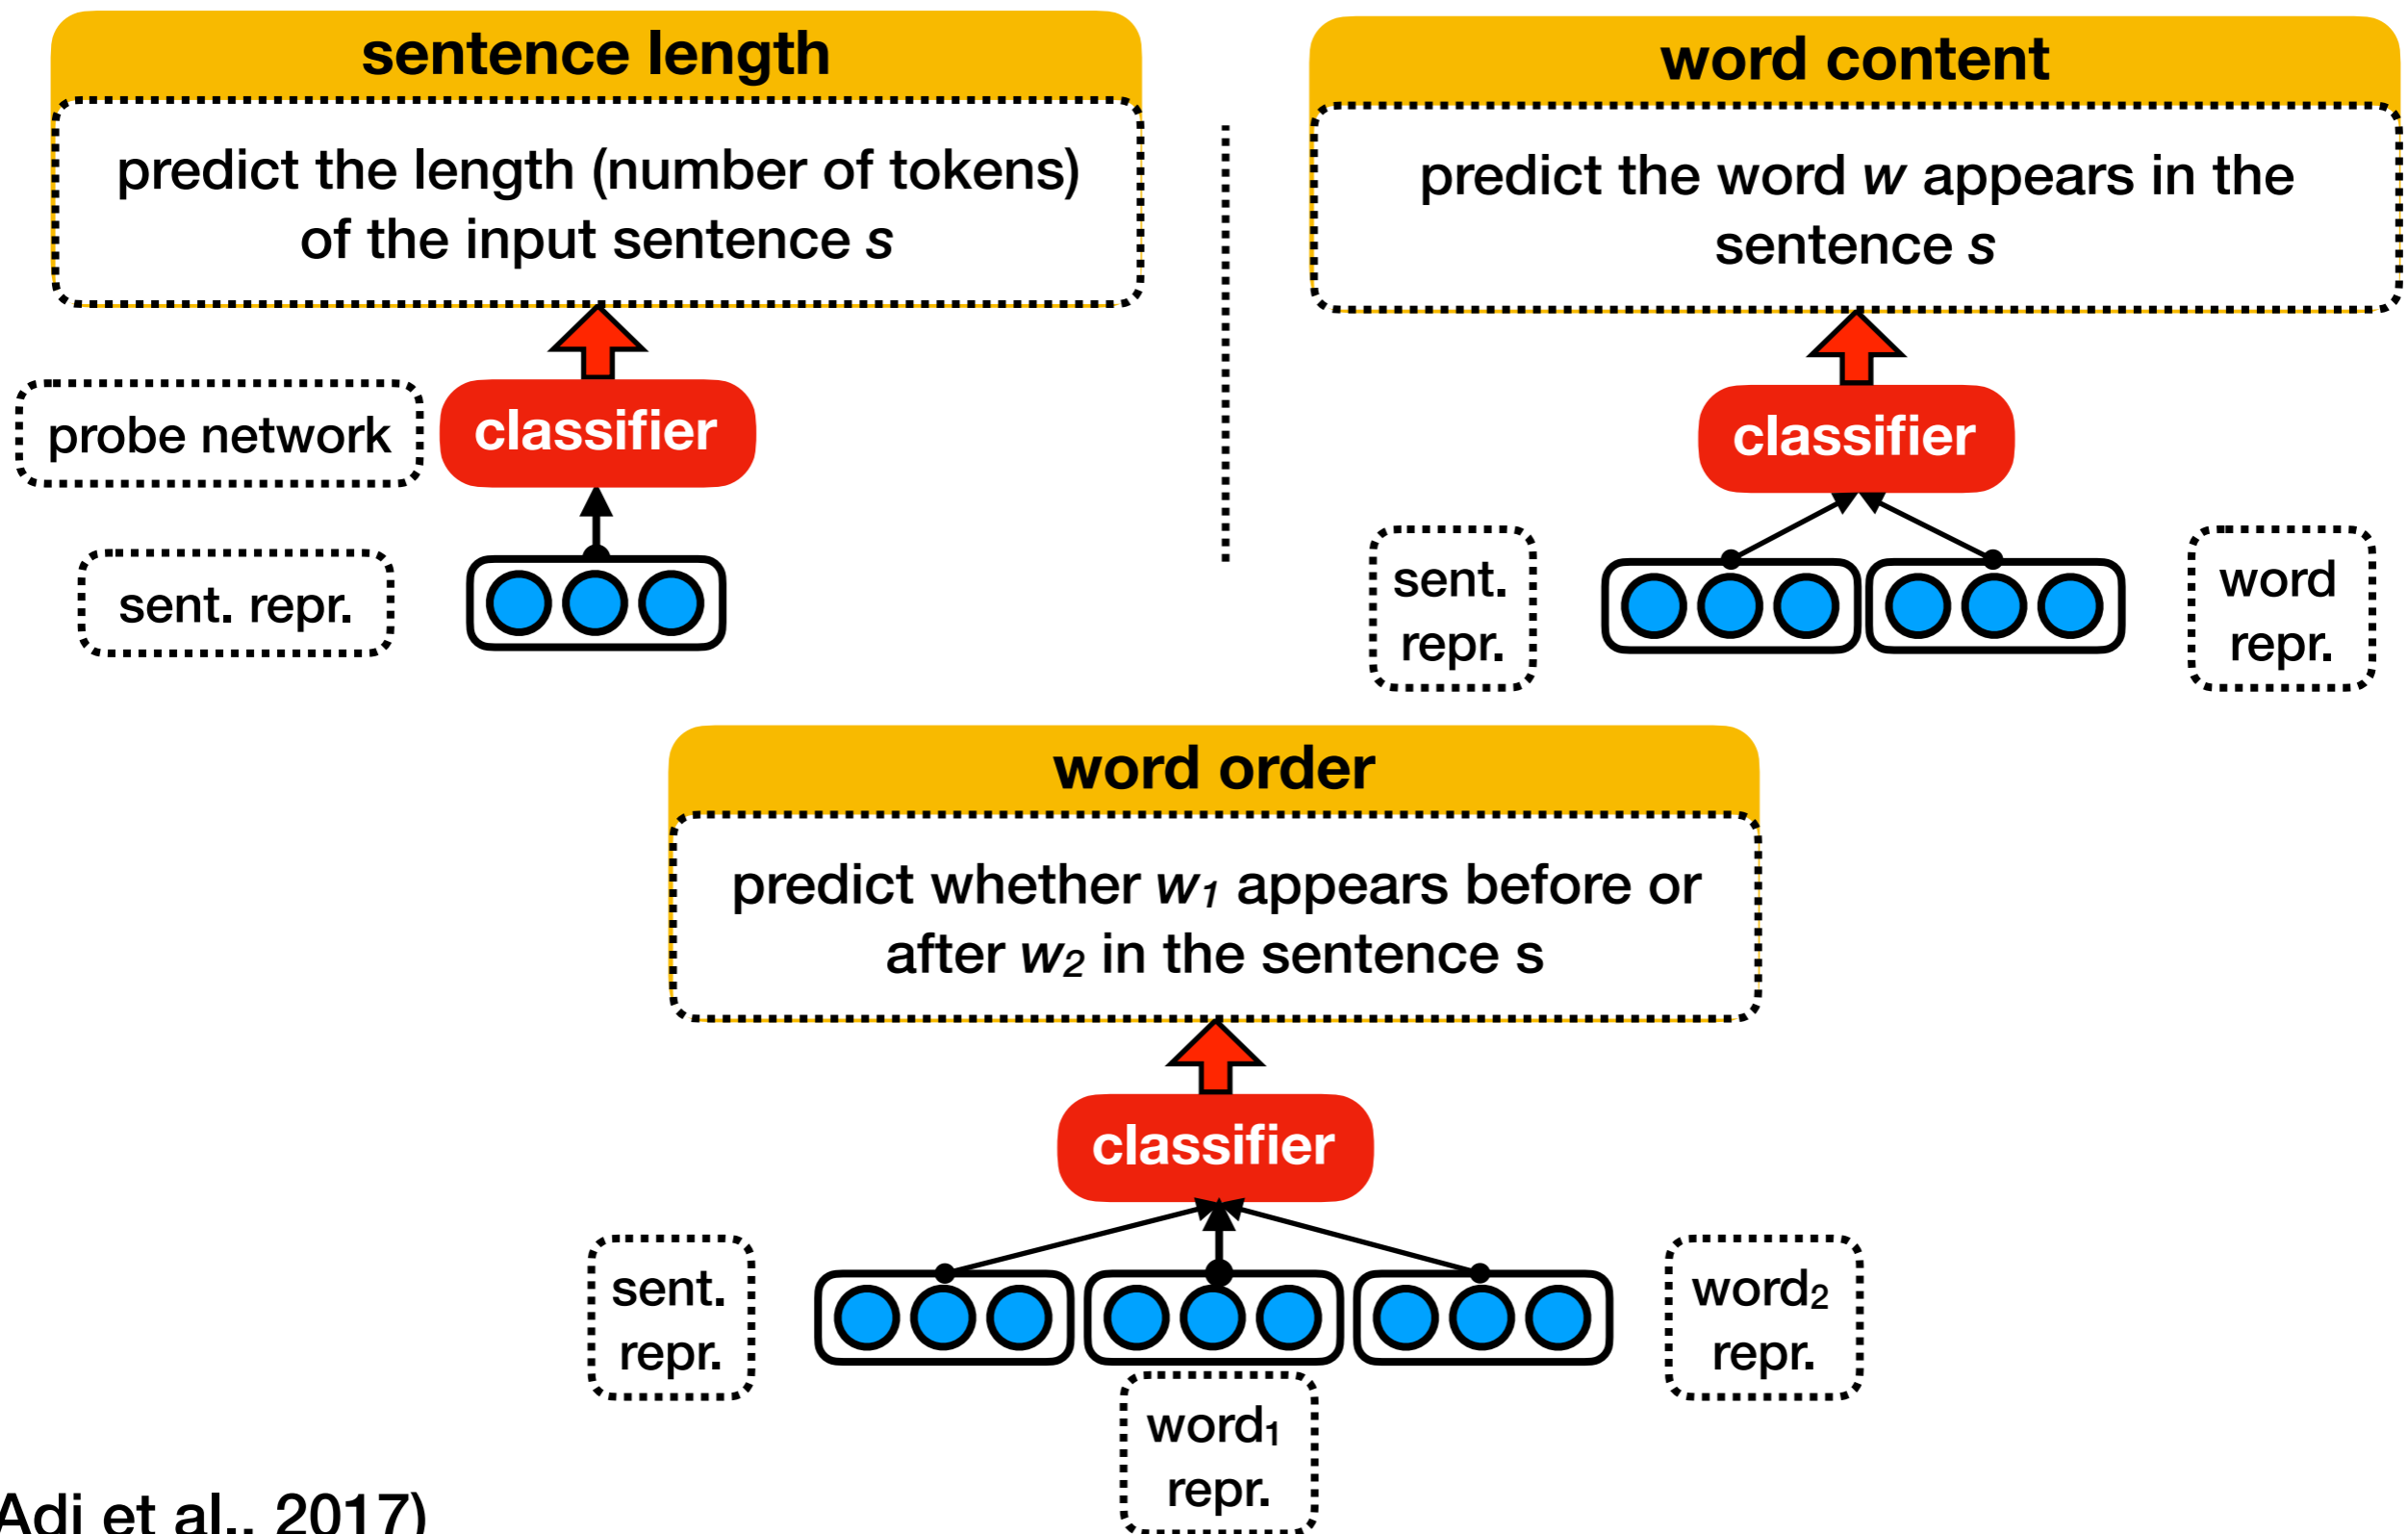 sentence length
predict the length (number of tokens)
of the input sentence s
probe network
classifier
sent. repr.
word content
predict the word w appears in the
sentence s
classifier
sent.
repr.
word
repr.
word order
predict whether w₁ appears before or
after w₂ in the sentence s
classifier
sent.
repr.
word₁
repr.
word₂
repr.
Adi et al., 2017)